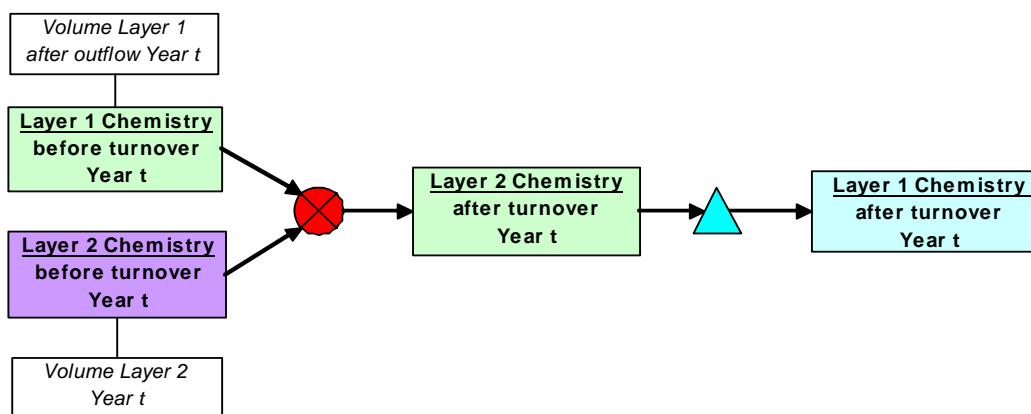 Volume Layer 1
after outflow Year t
Layer 1 Chemistry
before turnover
Year t
Layer 2 Chemistry
before turnover
Year t
Volume Layer 2
Year t
Layer 2 Chemistry
after turnover
Year t
Layer 1 Chemistry
after turnover
Year t